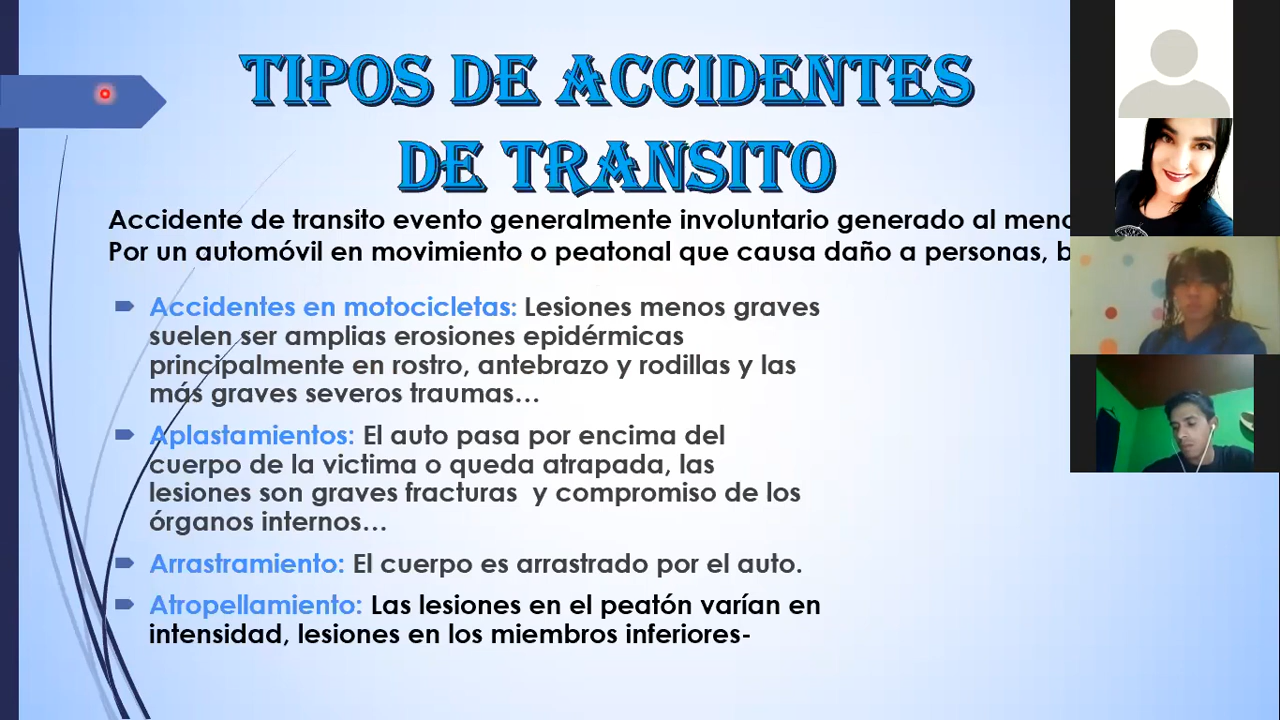 TIPOS DE ACCIDENTES
DE TRANSITO
Accidente de transito evento generalmente involuntario generado al
Por un automóvil en movimiento o peatonal que causa daño a personas,
Accidentes en motocicletas: Lesiones menos graves
suelen ser amplias erosiones epidérmicas
principalmente en rostro, antebrazo y rodillas y las
más graves severos traumas...
Aplastamientos: El auto pasa por encima del
cuerpo de la victima o queda atrapada, las
lesiones son graves fracturas y compromiso de los
órganos internos...
Arrastramiento: El cuerpo es arrastrado por el auto.
Atropellamiento: Las lesiones en el peatón varían en
intensidad, lesiones en los miembros inferiores-